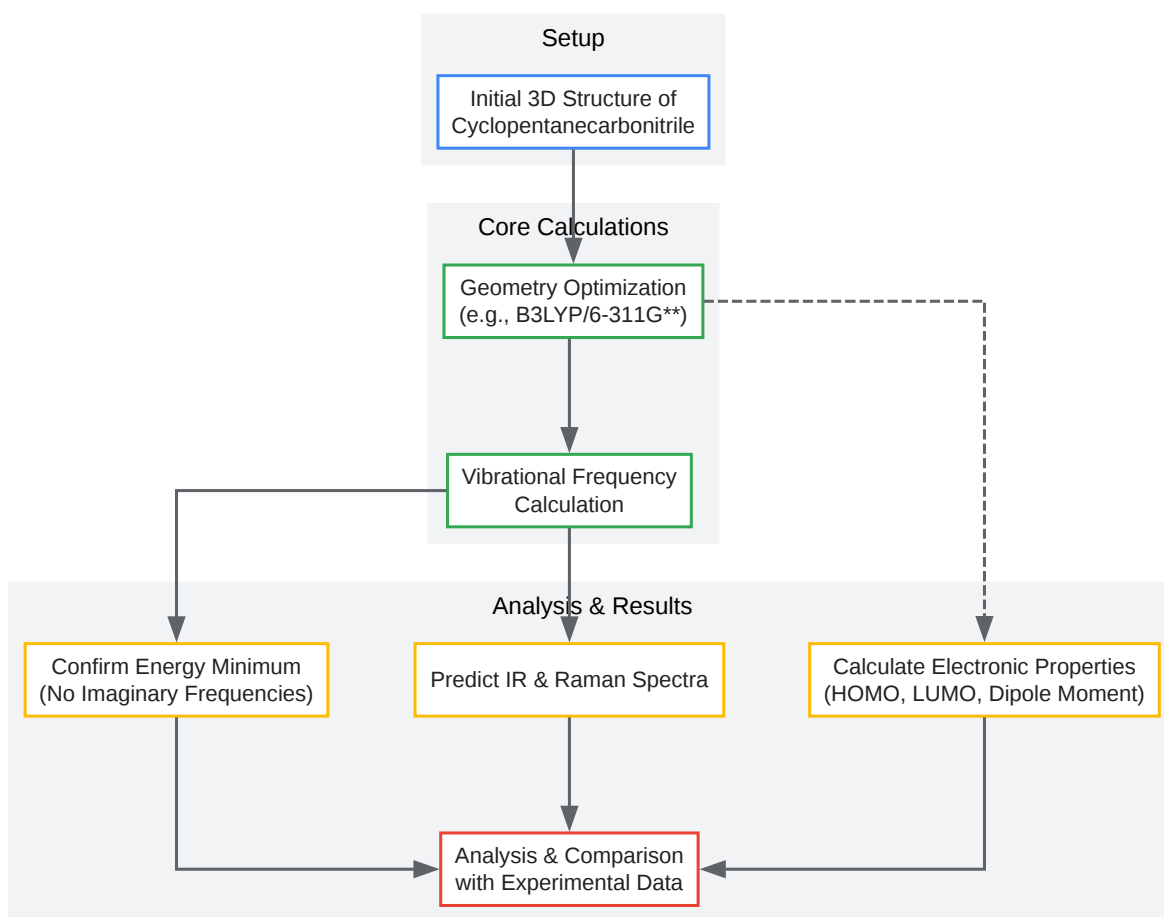 Setup
Initial 3D Structure of
Cyclopentanecarbonitrile
Core Calculations
Geometry Optimization
(e.g., B3LYP/6-311G**)
Vibrational Frequency
Calculation
Analysis & Results
Confirm Energy Minimum
(No Imaginary Frequencies)
Predict IR & Raman Spectra
Calculate Electronic Properties
(HOMO, LUMO, Dipole Moment)
Analysis & Comparison
with Experimental Data